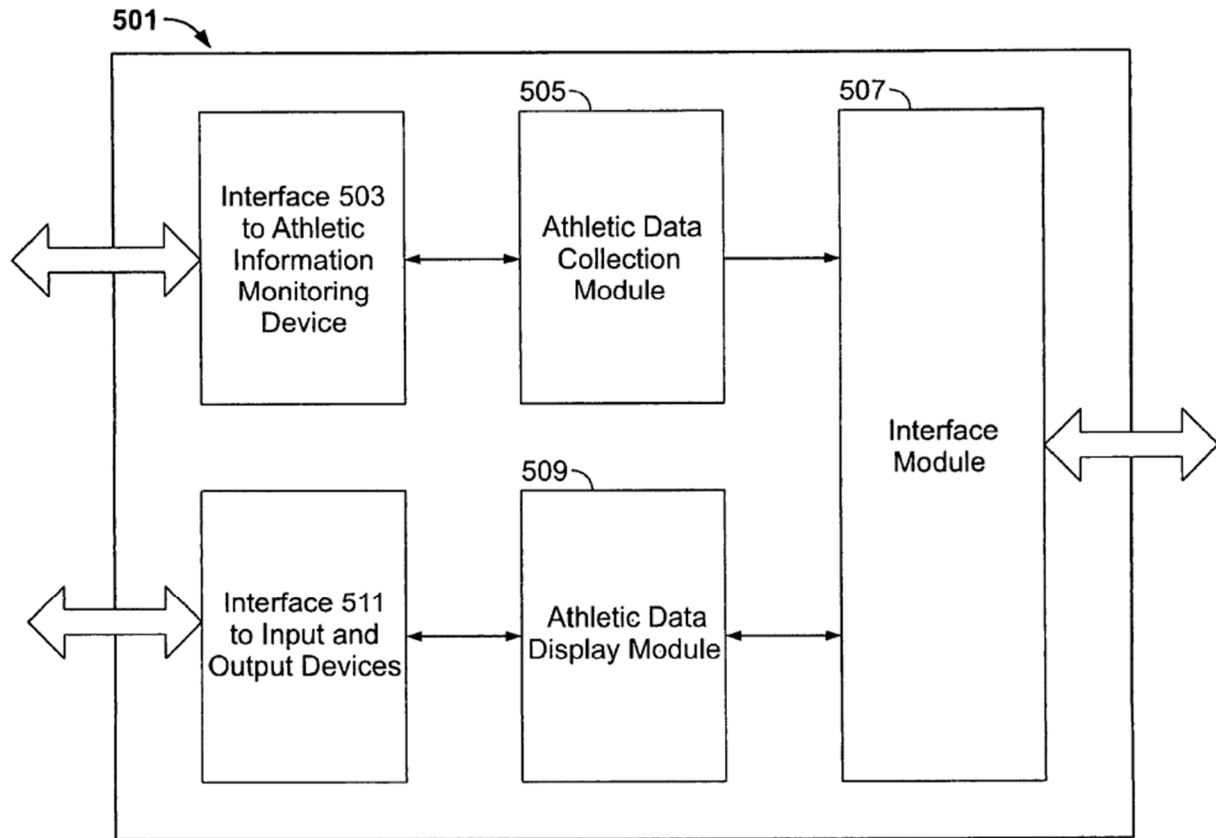 501
505
507
Interface 503
to Athletic
Information
Monitoring
Device
Athletic Data
Collection
Module
Interface
Module
509
Interface 511
to Input and
Output Devices
Athletic Data
Display Module